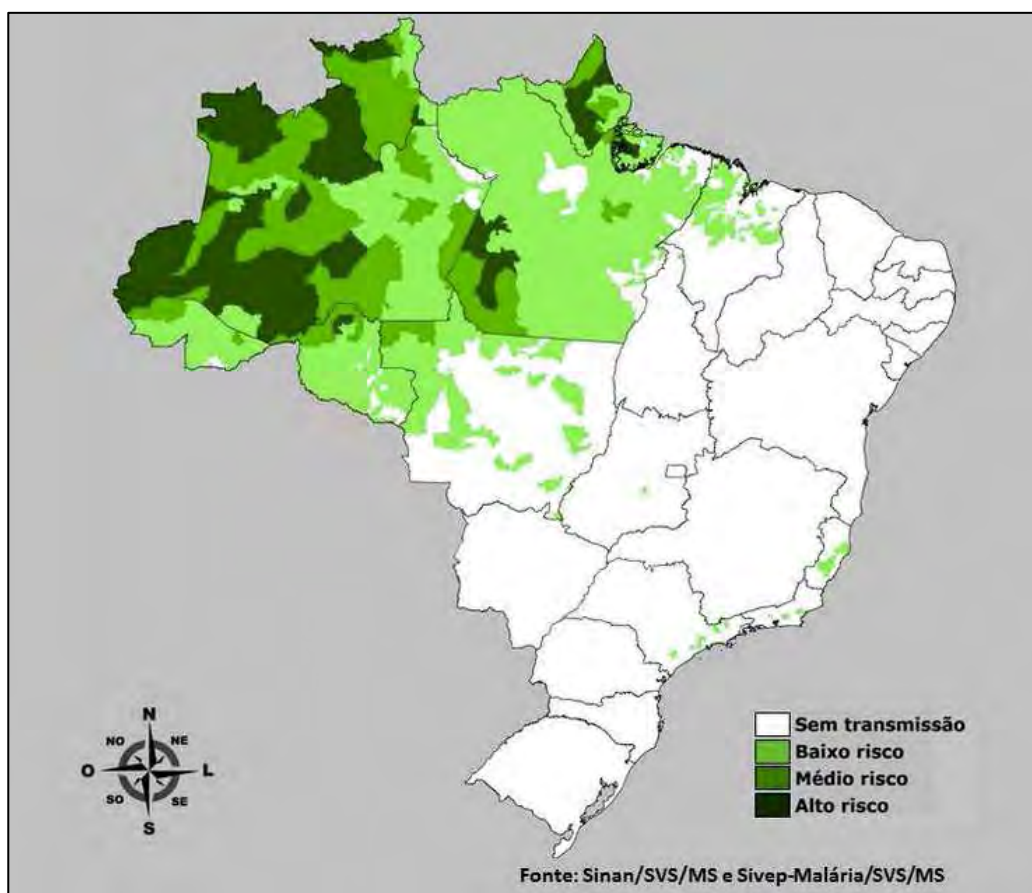 N
NO NE
O L
SO SE
S
Sem transmissão
Baixo risco
Médio risco
Alto risco
Fonte: Sinan/SVS/MS e Sivep-Malária/SVS/MS